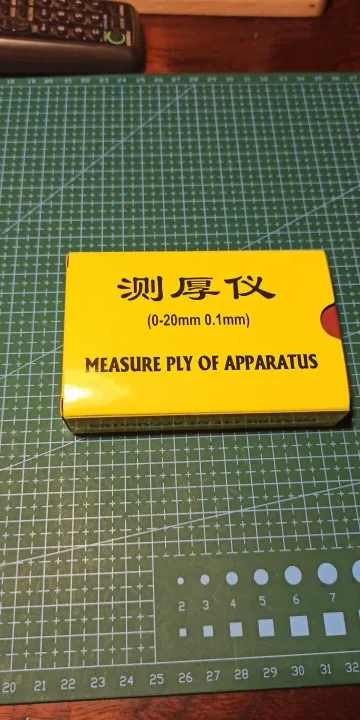 测厚仪
(0-20mm 0.1mm)
MEASURE PLY OF APPARATUS
2 3 4 5 6 7
20 21 22 23 24 25 26 27 28 29 30 31 32